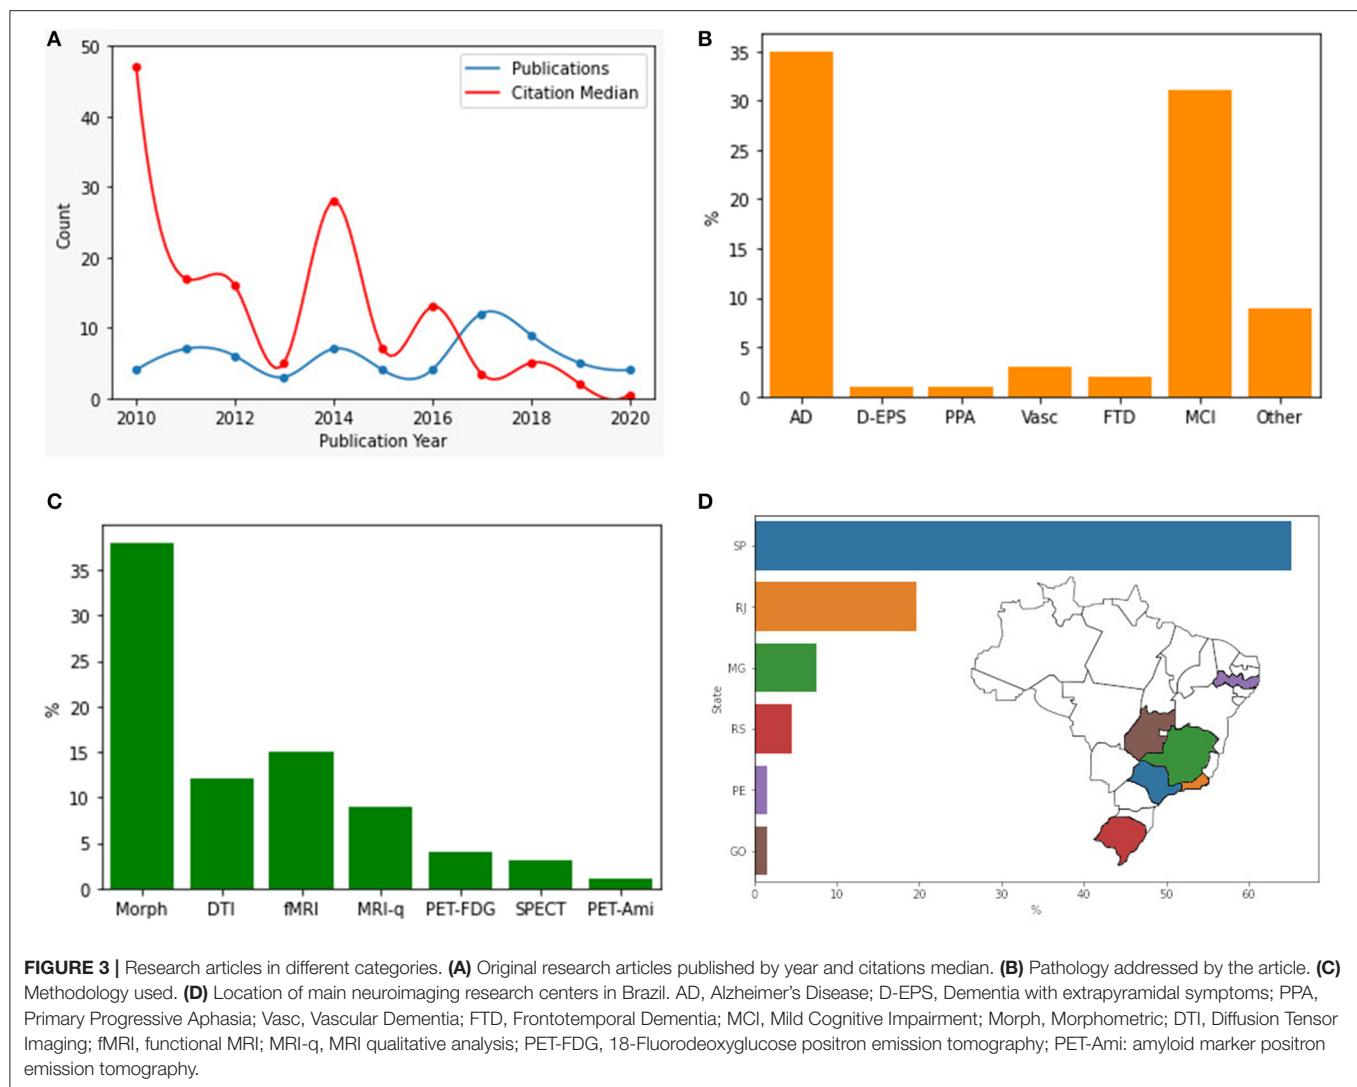 A
50
40
30
20
10
0
Count
2010 2012 2014 2016 2018 2020
Publication Year
Publications
Citation Median
B
35
30
25
20
15
10
5
0
%
AD D-EPS PPA Vasc FTD MCI Other
C
35
30
25
20
15
10
5
0
%
Morph DTI fMRI MRI-q PET-FDG SPECT PET-Ami
D
SP
RJ
MG
RS
PE
GO
State
0 10 20 30 40 50 60
%
FIGURE 3 | Research articles in different categories. (A) Original research articles published by year and citations median. (B) Pathology addressed by the article. (C)
Methodology used. (D) Location of main neuroimaging research centers in Brazil. AD, Alzheimer's Disease; D-EPS, Dementia with extrapyramidal symptoms; PPA,
Primary Progressive Aphasia; Vasc, Vascular Dementia; FTD, Frontotemporal Dementia; MCI, Mild Cognitive Impairment; Morph, Morphometric; DTI, Diffusion Tensor
Imaging; fMRI, functional MRI; MRI-q, MRI qualitative analysis; PET-FDG, 18-Fluorodeoxyglucose positron emission tomography; PET-Ami: amyloid marker positron
emission tomography.